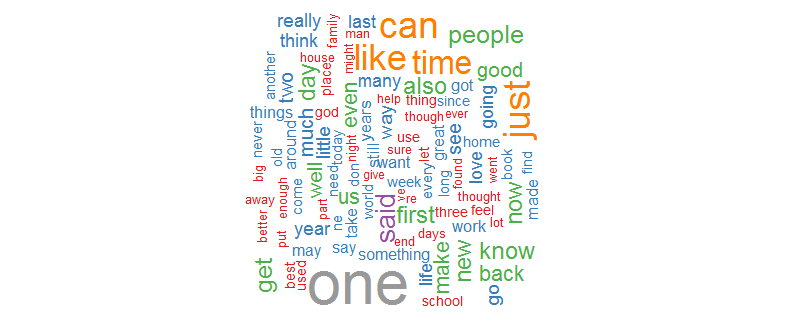 really
last
can
people
think
family
man
like
time
might
house
another
two
day
place
many
also
good
got
going
just
things
god
even
help
thing
since
years
way
though
ever
much
little
never
old
around
today
night
still
sure
use
let
great
see
home
want
love
book
find
big
well
need
don
give
week
every
long
found
went
made
come
enough
away
part
us
world
ve
re
thought
now
first
three
feel
lot
said
better
put
year
ne
take
work
end
days
may
say
something
make
new
know
get
best
used
one
life
back
school
go